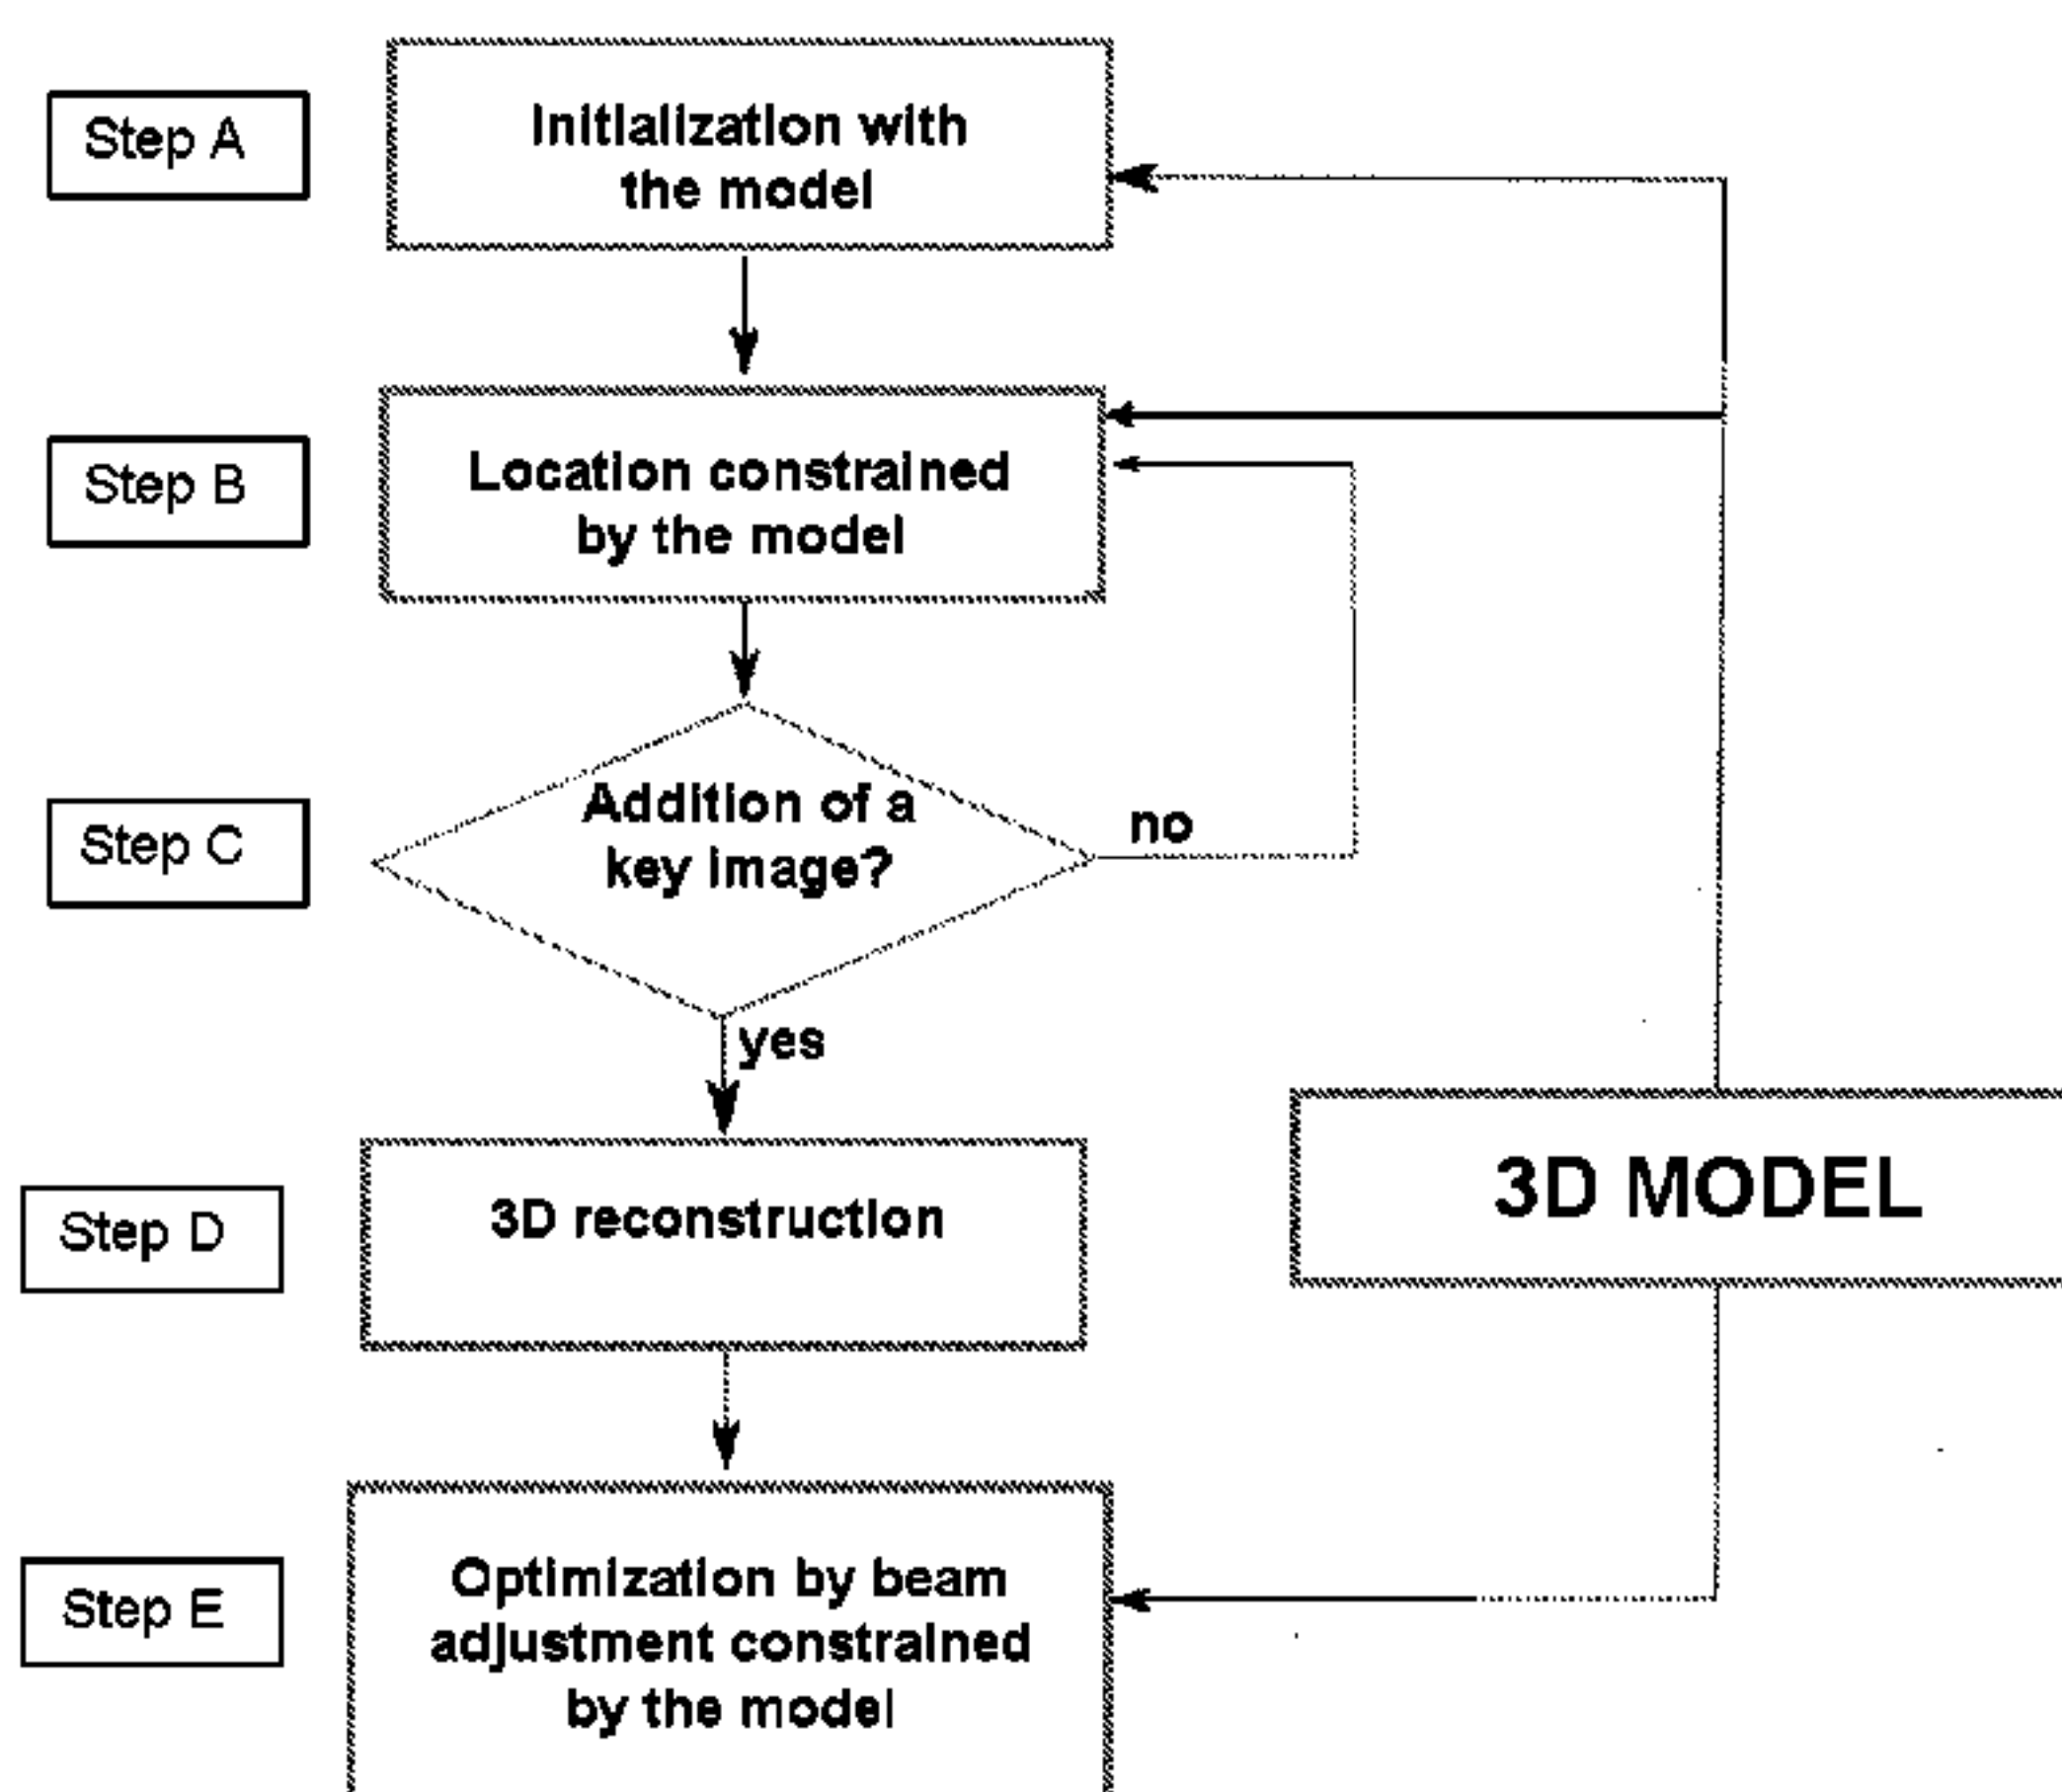 Step A
Initialization with
the model
Step B
Location constrained
by the model
Step C
Addition of a
key image?
no
yes
Step D
3D reconstruction
3D MODEL
Step E
Optimization by beam
adjustment constrained
by the model